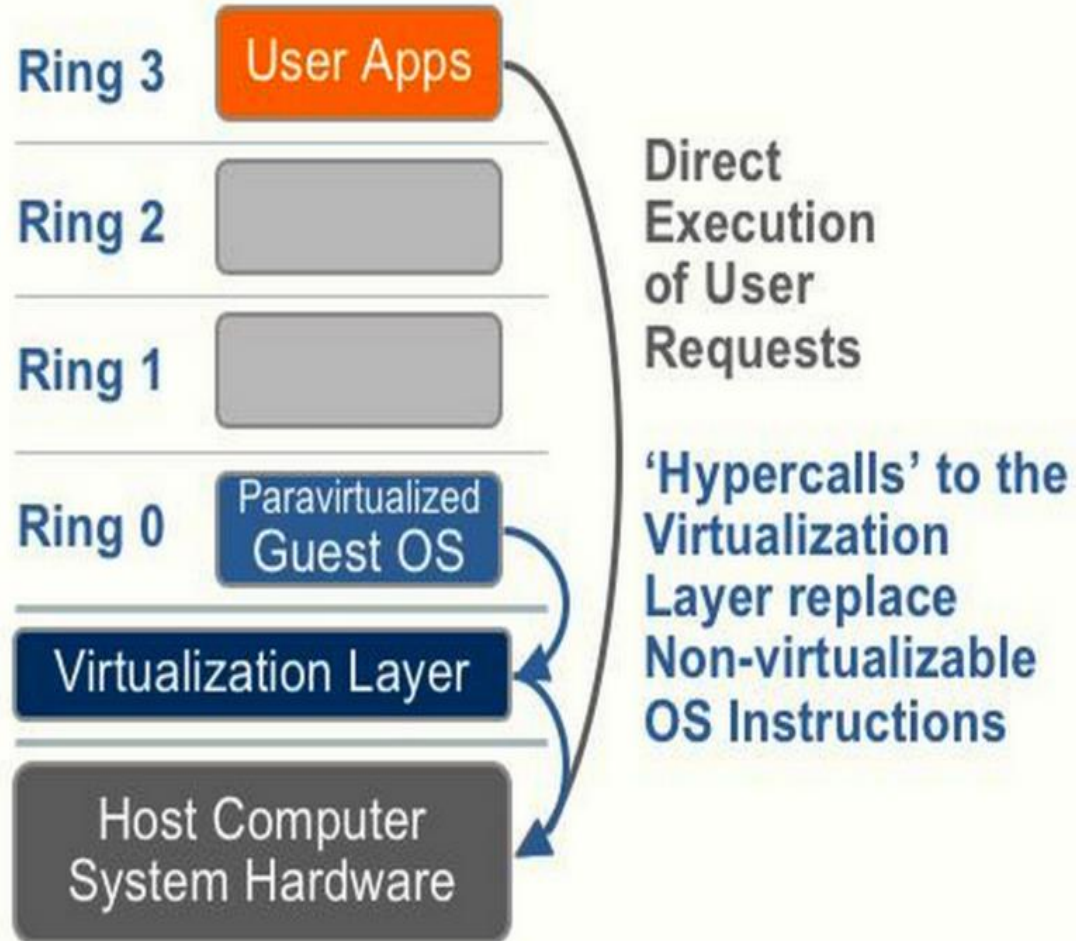 Ring 3
User Apps
Ring 2
Ring 1
Ring 0
Paravirtualized
Guest OS
Virtualization Layer
Host Computer
System Hardware
Direct
Execution
of User
Requests
‘Hypercalls’ to the
Virtualization
Layer replace
Non-virtualizable
OS Instructions